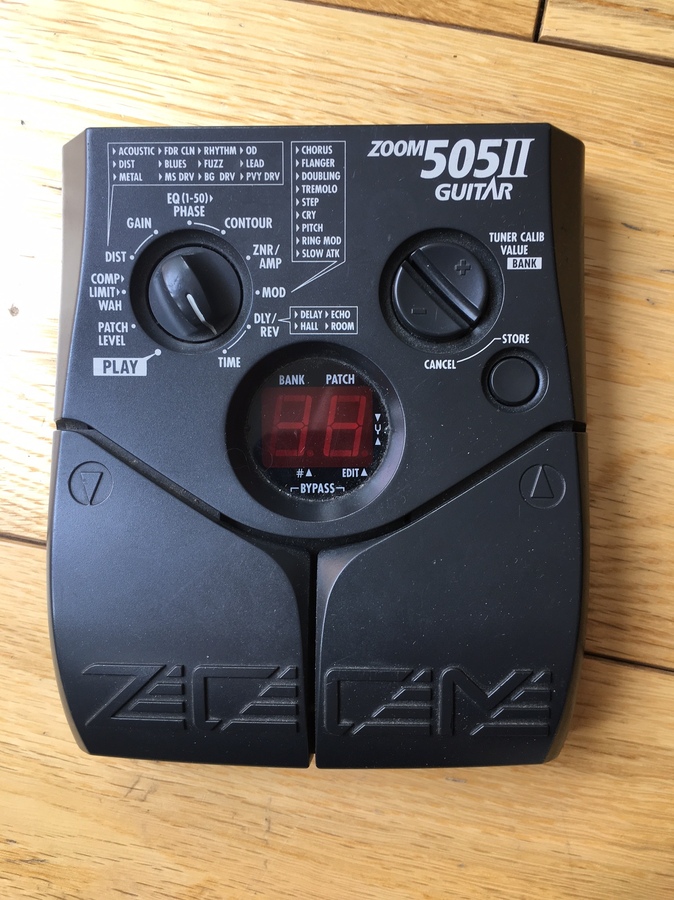 ▸ACOUSTIC ▸FDR CLN ▸RHYTHM ▸OD
▸DIST ▸BLUES ▸FUZZ ▸LEAD
▸METAL ▸MS DRV ▸BG DRV ▸PVY DRV
▸CHORUS
▸FLANGER
▸DOUBLING
▸TREMOLO
▸STEP
▸CRY
▸PITCH
▸RING MOD
▸SLOW ATK
ZOOM 505II
GUITAR
EQ (1-50)▸
PHASE
GAIN
CONTOUR
DIST
ZNR/
AMP
COMP▸
LIMIT▸
WAH
MOD
PATCH
LEVEL
DLY/
REV
▸DELAY ▸ECHO
▸HALL ▸ROOM
PLAY
TIME
TUNER CALIB
VALUE
BANK
+
-
STORE
CANCEL
BANK PATCH
8.8.
#▲ EDIT▲
BYPASS
ZOOM